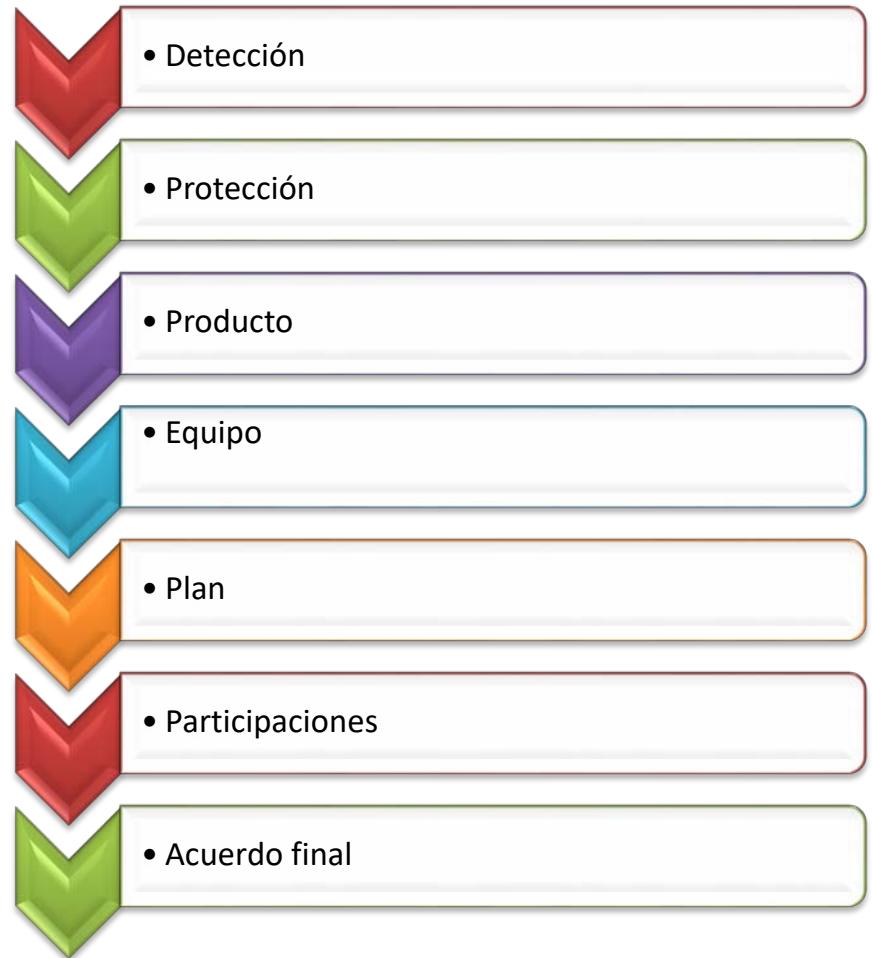 • Detección
• Protección
• Producto
• Equipo
• Plan
• Participaciones
• Acuerdo final